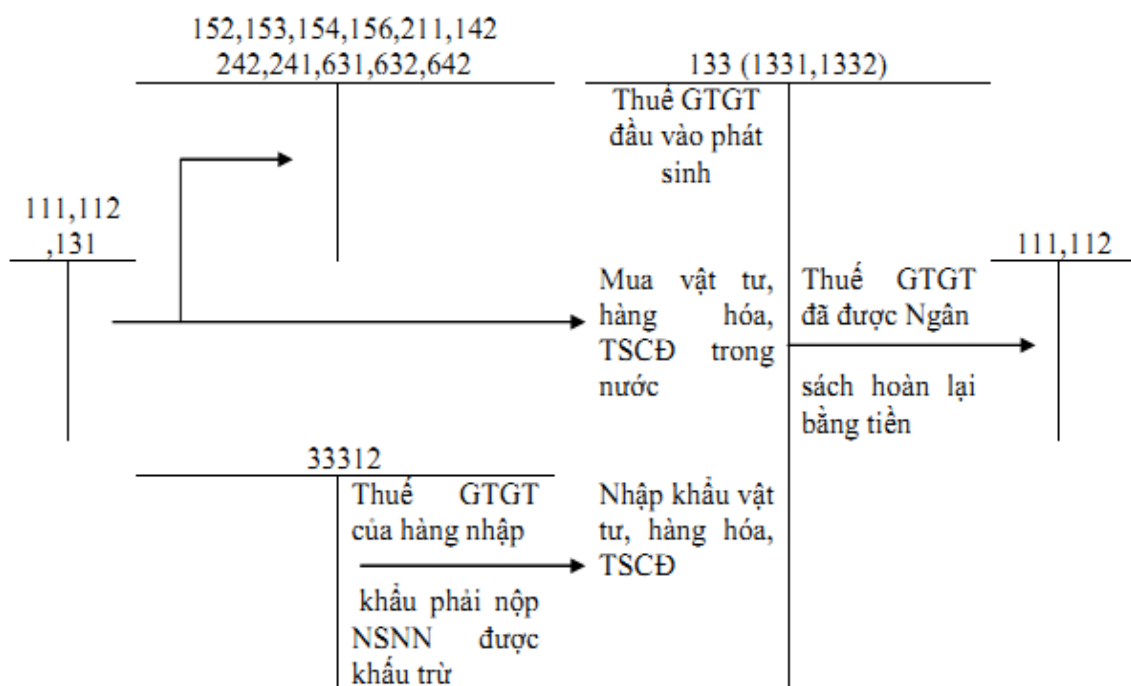 152,153,154,156,211,142
242,241,631,632,642
133 (1331,1332)
Thuế GTGT
đầu vào phát
sinh
111,112
,131
111,112
Mua vật tư,
hàng hóa,
TSCĐ trong
nước
Thuế GTGT
đã được Ngân
sách hoàn lại
bằng tiền
33312
Thuế GTGT
của hàng nhập
khẩu phải nộp
NSNN được
khấu trừ
Nhập khẩu vật
tư, hàng hóa,
TSCĐ